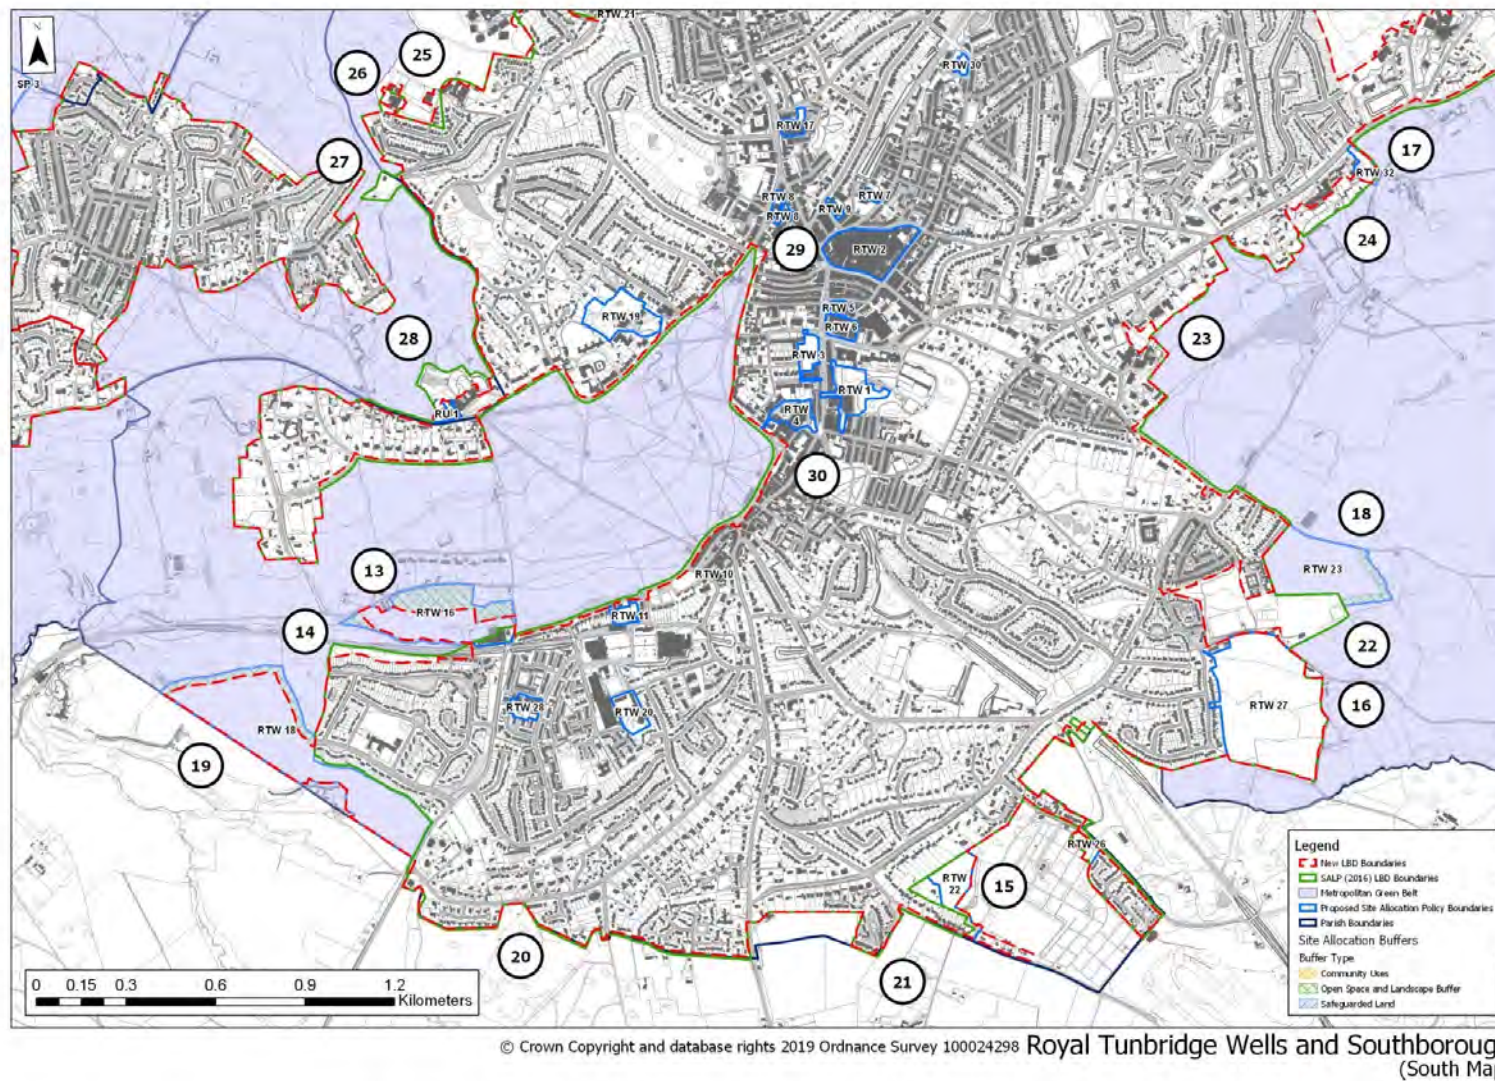 N
RTW 21
25
26
SP 3
RTW 30
RTW 17
17
27
RTW 32
RTW 8
RTW 7
RTW 8
RTW 9
24
29
RTW 2
RTW 5
RTW 19
RTW 6
28
23
RTW 3
RTW 1
RU 1
RTW
4
30
18
13
RTW 23
RTW 10
RTW 16
RTW 11
14
22
16
RTW 28
RTW 20
RTW 27
RTW 18
19
RTW 26
RTW
22
15
20
21
0 0.15 0.3 0.6 0.9 1.2
Kilometers
Legend
New LBD Boundaries
SALP (2016) LBD Boundaries
Metropolitan Green Belt
Proposed Site Allocation Policy Boundaries
Parish Boundaries
Site Allocation Buffers
Buffer Type
Community Uses
Open Space and Landscape Buffer
Safeguarded Land
© Crown Copyright and database rights 2019 Ordnance Survey 100024298 Royal Tunbridge Wells and Southboroug
(South Ma